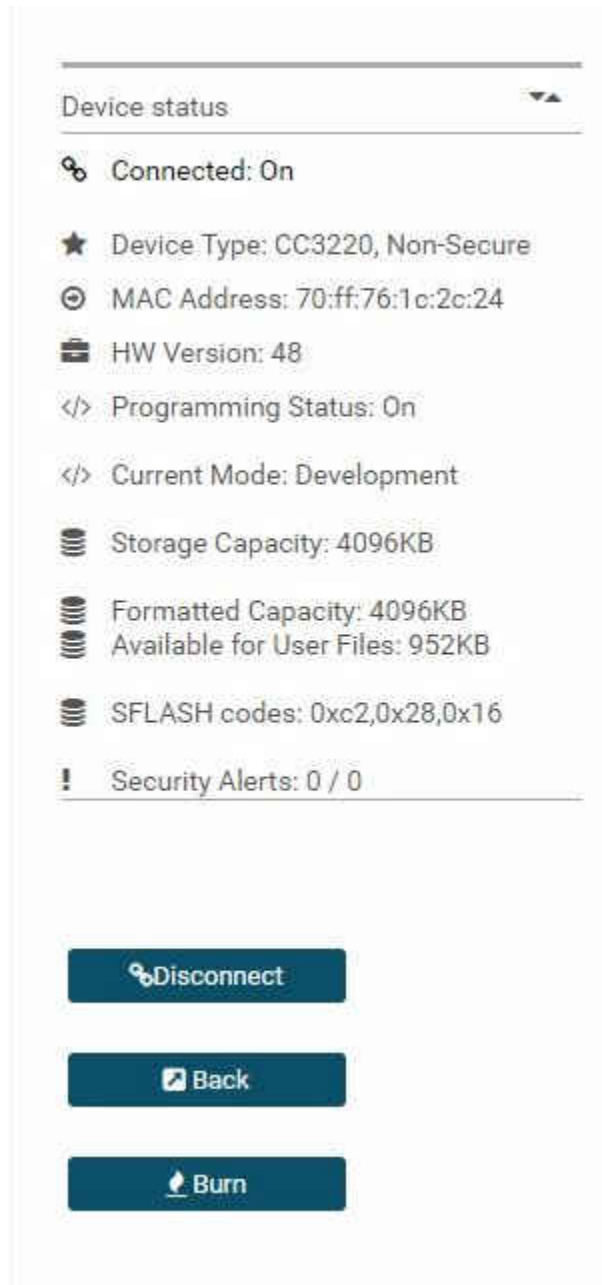 Device status
Connected: On
Device Type: CC3220, Non-Secure
MAC Address: 70:ff:76:1c:2c:24
HW Version: 48
</> Programming Status: On
</> Current Mode: Development
Storage Capacity: 4096KB
Formatted Capacity: 4096KB
Available for User Files: 952KB
SFLASH codes: 0xc2,0x28,0x16
! Security Alerts: 0 / 0
Disconnect
Back
Burn